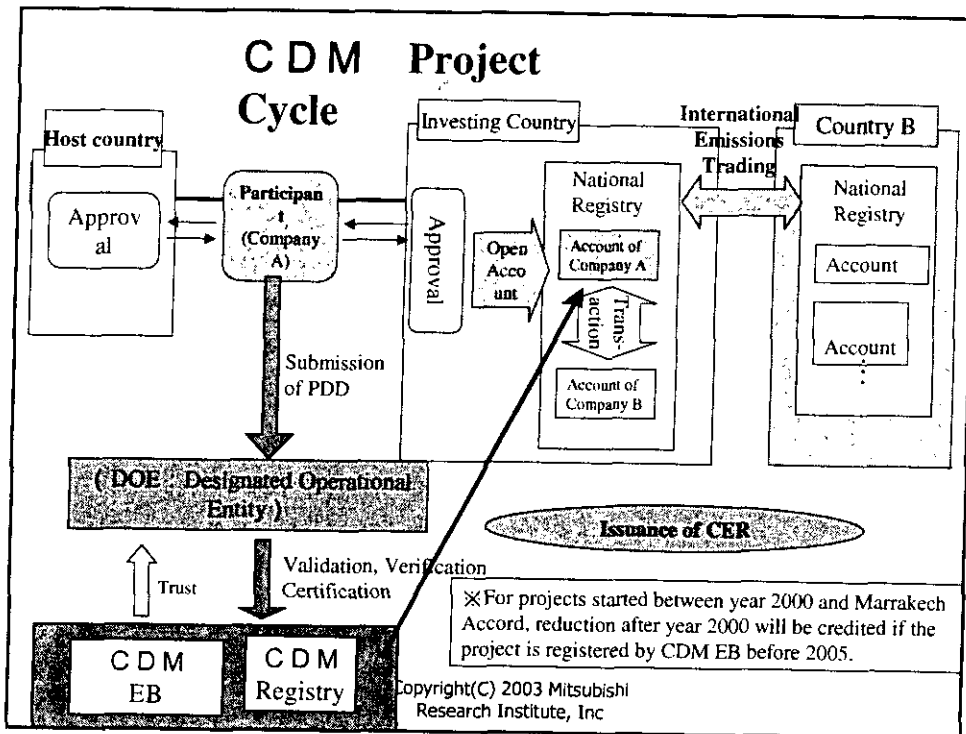 CDM Project
Cycle
Host country
Approv
al
Participan
t,
(Company
A)
Investing Country
Approval
Open
Acco
unt
National
Registry
Account of
Company A
Trans-
action
Account of
Company B
International
Emissions
Trading
Country B
National
Registry
Account
Account
⋮
Submission
of PDD
( DOE : Designated Operational
Entity )
Issuance of CER
Trust
Validation, Verification
Certification
CDM
EB
CDM
Registry
※For projects started between year 2000 and Marrakech
Accord, reduction after year 2000 will be credited if the
project is registered by CDM EB before 2005.
Copyright(C) 2003 Mitsubishi
Research Institute, Inc